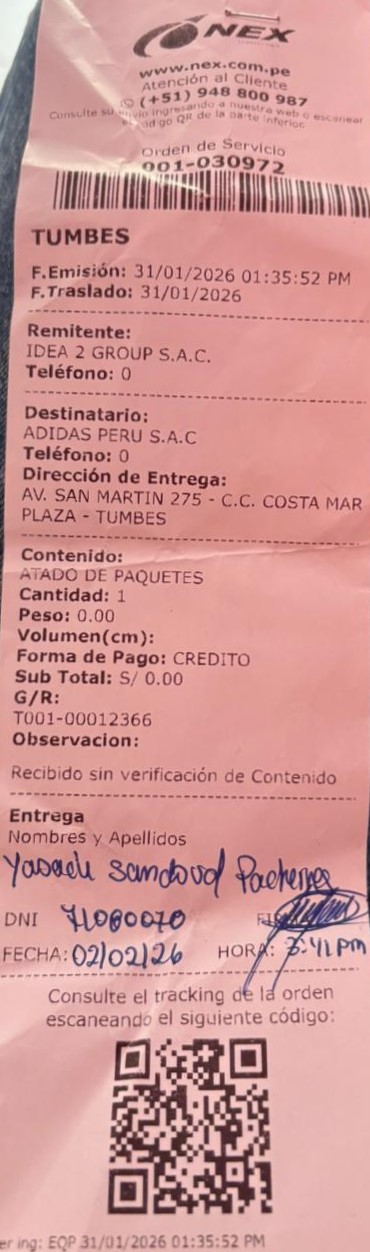 NEX
www.nex.com.pe
Atención al Cliente
(+51) 948 800 987
Consulte su envío ingresando a nuestra web o escanear
el código QR de la parte inferior
Orden de Servicio
001-030972
TUMBES
F.Emisión: 31/01/2026 01:35:52 PM
F.Traslado: 31/01/2026
Remitente:
IDEA 2 GROUP S.A.C.
Teléfono: 0
Destinatario:
ADIDAS PERU S.A.C
Teléfono: 0
Dirección de Entrega:
AV. SAN MARTIN 275 - C.C. COSTA MAR
PLAZA - TUMBES
Contenido:
ATADO DE PAQUETES
Cantidad: 1
Peso: 0.00
Volumen(cm):
Forma de Pago: CREDITO
Sub Total: S/ 0.00
G/R:
T001-00012366
Observacion:
Recibido sin verificación de Contenido
Entrega
Nombres y Apellidos
Sandoval
DNI 71080070
FECHA: 02/02/26 HORA: 3:41 PM
Consulte el tracking de la orden
escaneando el siguiente código:
ing: EQP 31/01/2026 01:35:52 PM